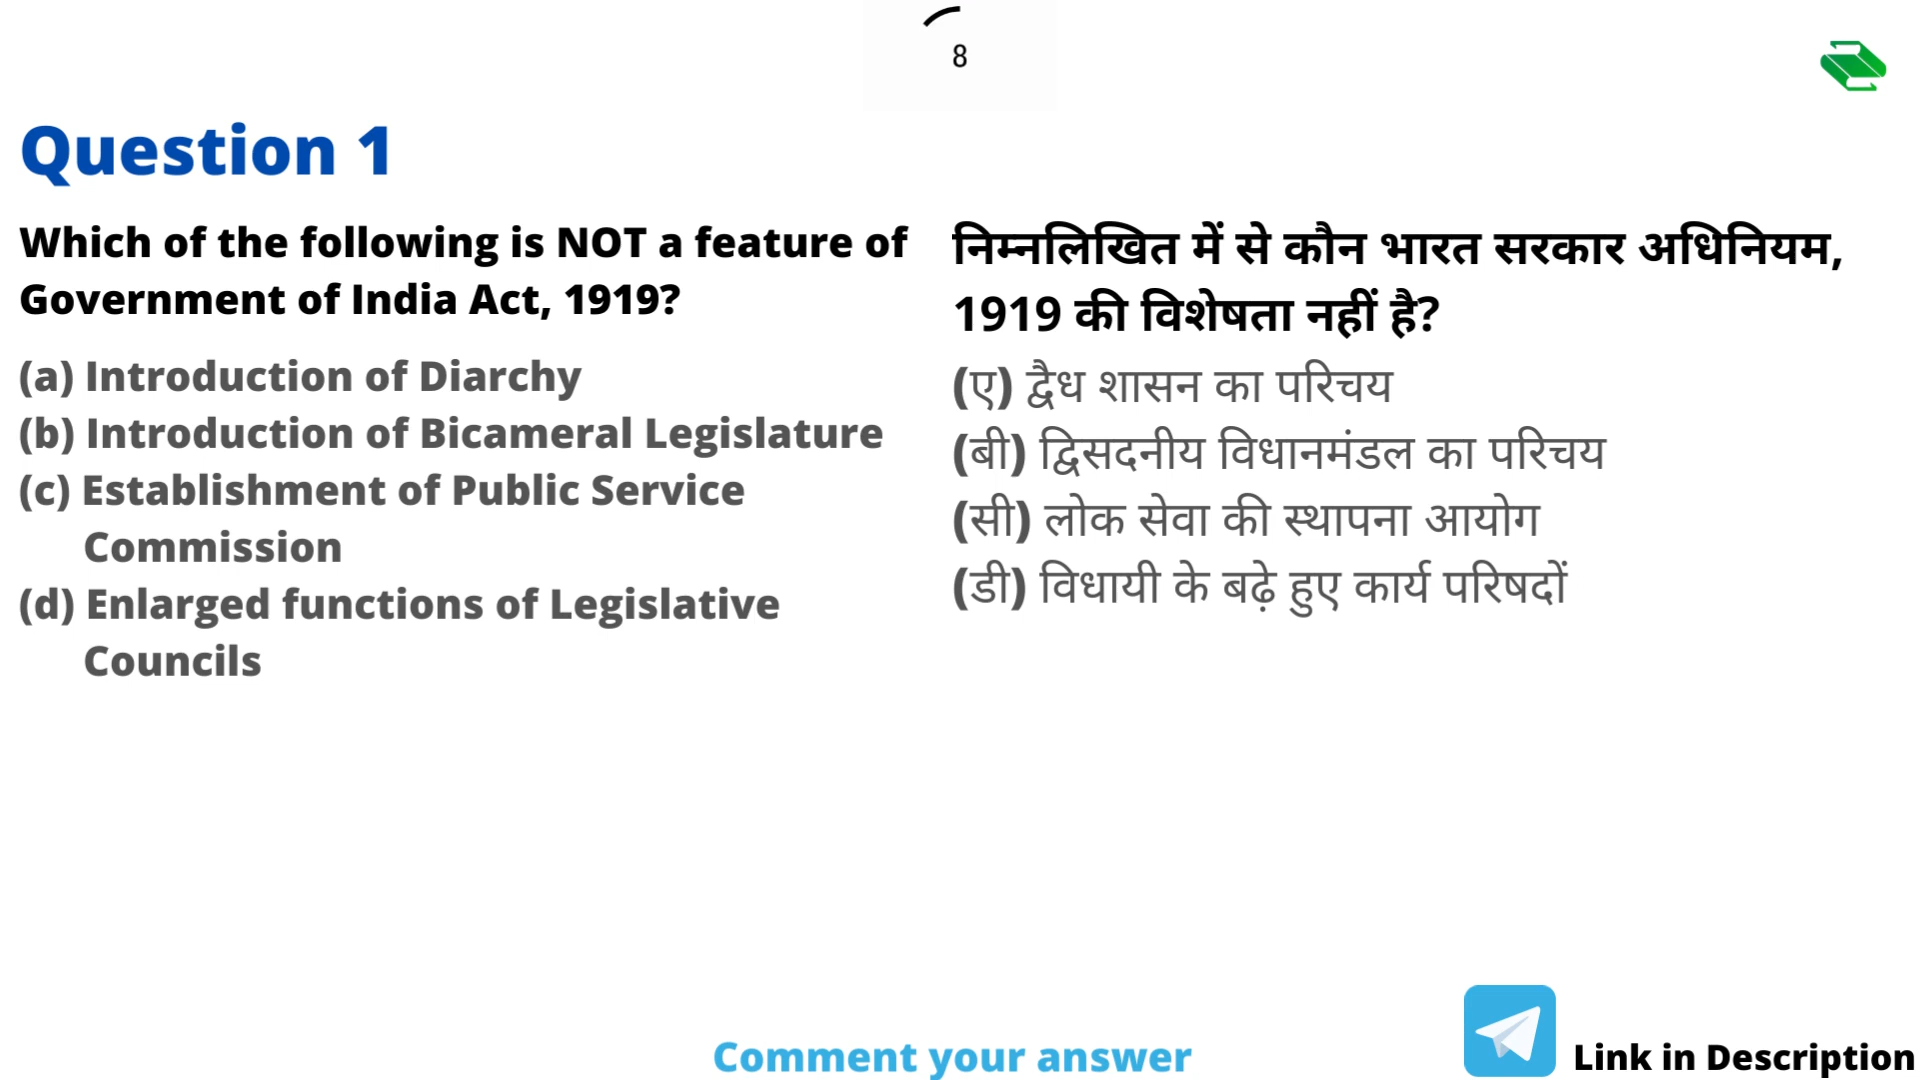 8
Question 1
Which of the following is NOT a feature of
Government of India Act, 1919?
(a) Introduction of Diarchy
(b) Introduction of Bicameral Legislature
(c) Establishment of Public Service
Commission
(d) Enlarged functions of Legislative
Councils
निम्नलिखित में से कौन भारत सरकार अधिनियम,
1919 की विशेषता नहीं है?
(ए) द्वैध शासन का परिचय
(बी) द्विसदनीय विधानमंडल का परिचय
(सी) लोक सेवा की स्थापना आयोग
(डी) विधायी के बढ़े हुए कार्य परिषदों
Comment your answer
Link in Description